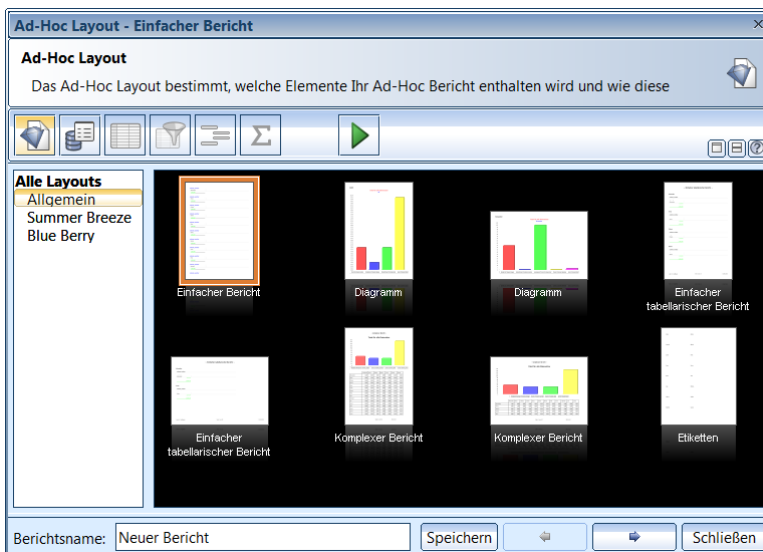 Ad-Hoc Layout - Einfacher Bericht
Ad-Hoc Layout
Das Ad-Hoc Layout bestimmt, welche Elemente Ihr Ad-Hoc Bericht enthalten wird und wie diese
Alle Layouts
Allgemein
Summer Breeze
Blue Berry
Einfacher Bericht
Diagramm
Diagramm
Einfacher
tabellarischer Bericht
Einfacher
tabellarischer Bericht
Komplexer Bericht
Komplexer Bericht
Etiketten
Berichtsname:
Neuer Bericht
Speichern
Schließen